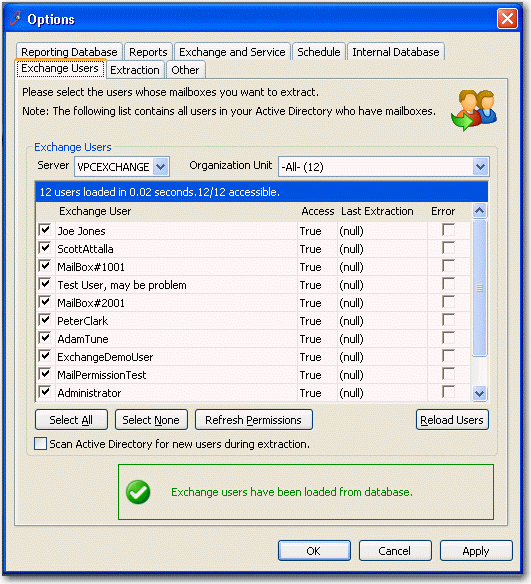 Options
Reporting Database Reports Exchange and Service Schedule Internal Database
Exchange Users Extraction Other
Please select the users whose mailboxes you want to extract.
Note: The following list contains all users in your Active Directory who have mailboxes.
Exchange Users
Server VPCEXCHANGE Organization Unit -All- (12)
12 users loaded in 0.02 seconds.12/12 accessible.
Exchange User Access Last Extraction Error
Joe Jones True (null)
ScottAttalla True (null)
MailBox#1001 True (null)
Test User, may be problem True (null)
MailBox#2001 True (null)
PeterClark True (null)
AdamTune True (null)
ExchangeDemoUser True (null)
MailPermissionTest True (null)
Administrator True (null)
Select All Select None Refresh Permissions Reload Users
Scan Active Directory for new users during extraction.
Exchange users have been loaded from database.
OK Cancel Apply